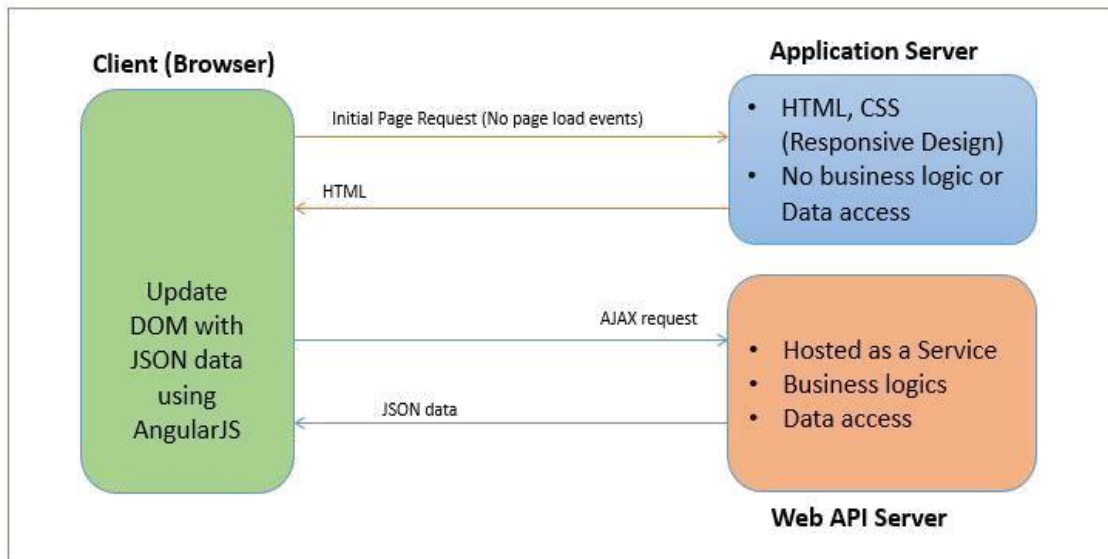 Client (Browser)
Application Server
Initial Page Request (No page load events)
• HTML, CSS
(Responsive Design)
• No business logic or
Data access
HTML
Update
DOM with
JSON data
using
AngularJS
AJAX request
JSON data
• Hosted as a Service
• Business logics
• Data access
Web API Server